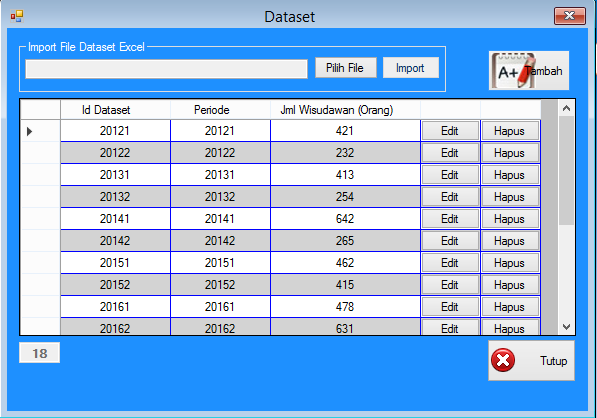 Dataset
Import File Dataset Excel
Pilih File Import
A+ Tambah
Id Dataset Periode Jml Wisudawan (Orang)
20121 20121 421 Edit Hapus
20122 20122 232 Edit Hapus
20131 20131 413 Edit Hapus
20132 20132 254 Edit Hapus
20141 20141 642 Edit Hapus
20142 20142 265 Edit Hapus
20151 20151 462 Edit Hapus
20152 20152 415 Edit Hapus
20161 20161 478 Edit Hapus
20162 20162 631 Edit Hapus
18
Tutup